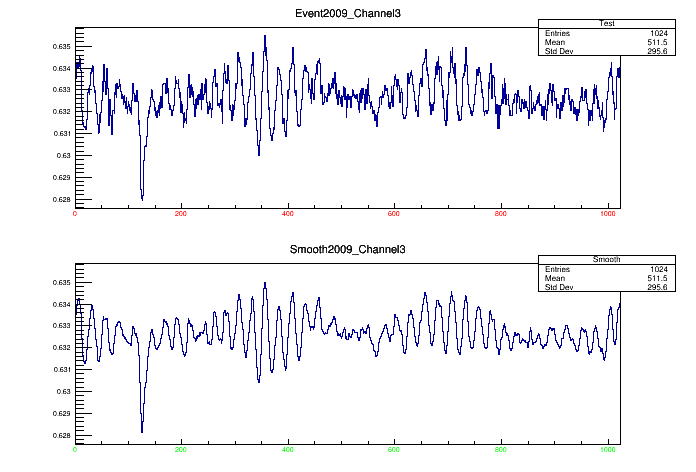 Event2009_Channel3
Test
Entries 1024
Mean 511.5
Std Dev 295.6
0.635
0.634
0.633
0.632
0.631
0.63
0.629
0.628
0 200 400 600 800 1000
Smooth2009_Channel3
Smooth
Entries 1024
Mean 511.5
Std Dev 295.6
0.635
0.634
0.633
0.632
0.631
0.63
0.629
0.628
0 200 400 600 800 1000